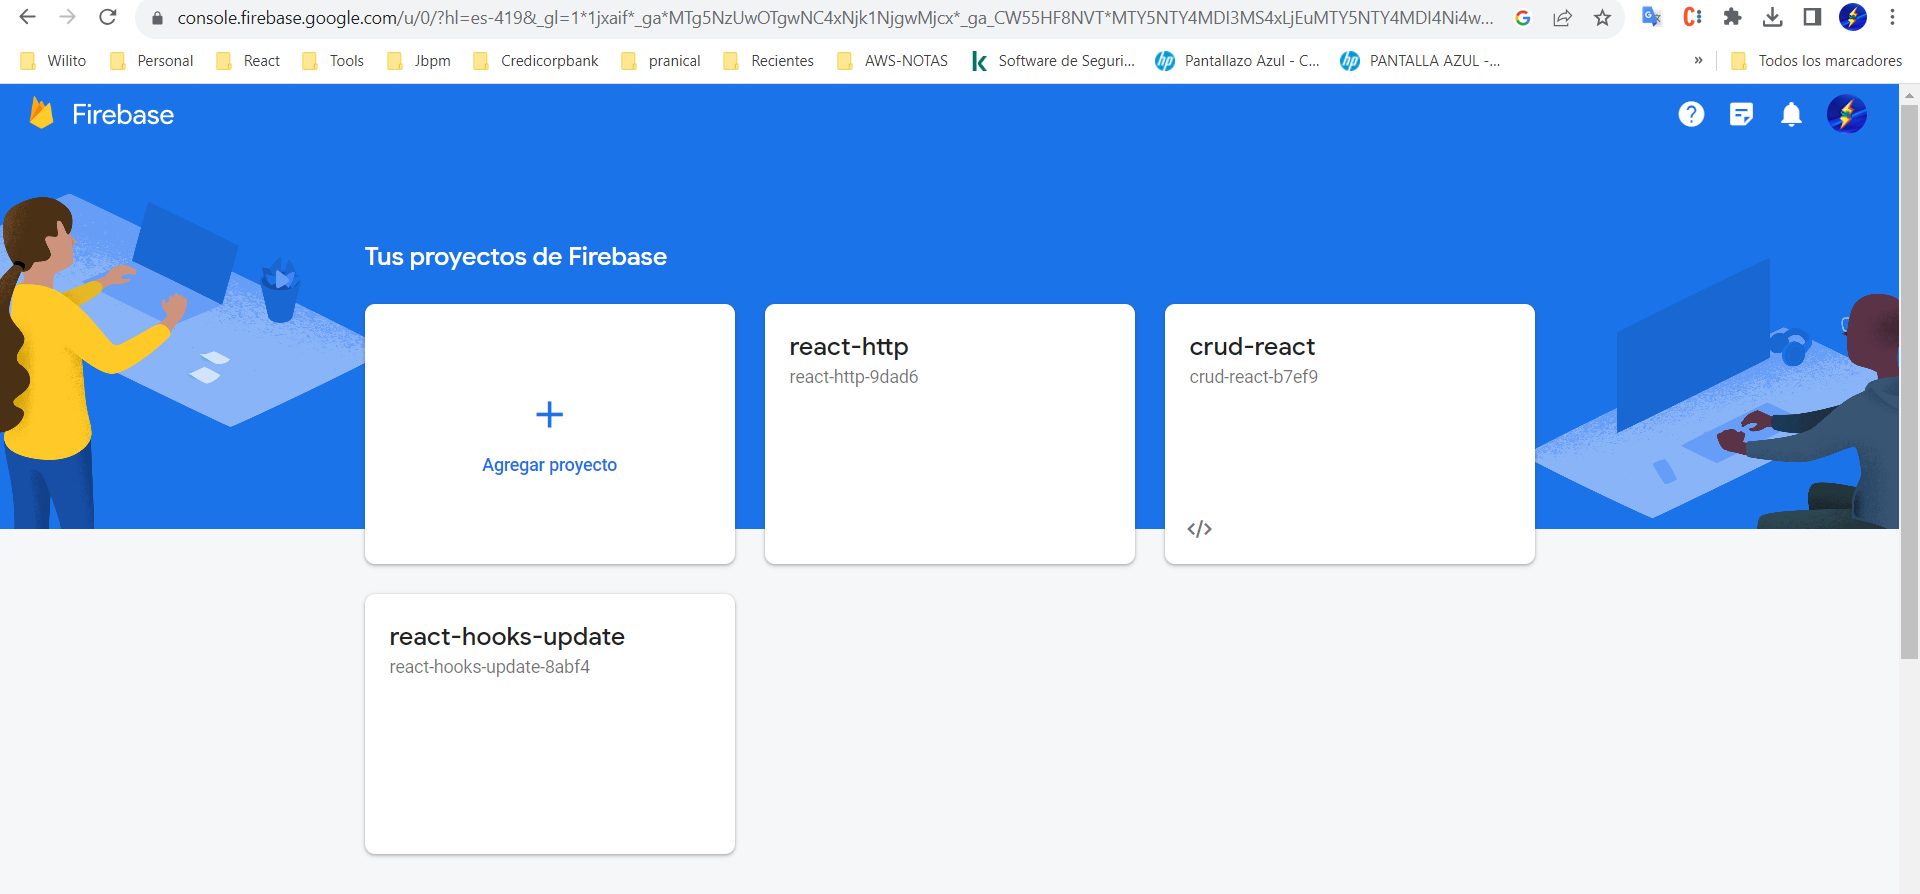 console.firebase.google.com/u/0/?hl=es-419&_gl=1*1jxaif*_ga*MTg5NzUwOTgwNC4xNjk1NjgwMjcx*_ga_CW55HF8NVT*MTY5NTY4MDI3MS4xLjEuMTY5NTY4MDI4Ni4w...
Wilito Personal React Tools Jbpm Credicorpbank pranical Recientes AWS-NOTAS Software de Seguri... Pantallazo Azul - C... PANTALLA AZUL -... » Todos los marcadores
Firebase
Tus proyectos de Firebase
Agregar proyecto
react-http
react-http-9dad6
crud-react
crud-react-b7ef9
react-hooks-update
react-hooks-update-8abf4